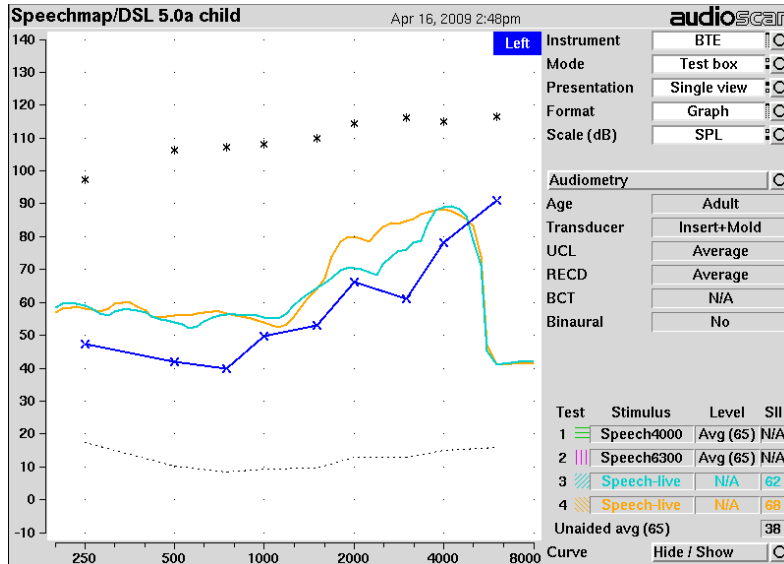 Speechmap/DSL 5.0a child Apr 16, 2009 2:48pm audioscan
140
130
120
110
100
90
80
70
60
50
40
30
20
10
0
-10
250 500 1000 2000 4000 8000
Left
Instrument BTE
Mode Test box
Presentation Single view
Format Graph
Scale (dB) SPL
Audiometry
Age Adult
Transducer Insert+Mold
UCL Average
RECD Average
BCT N/A
Binaural No
Test Stimulus Level SII
1 Speech4000 Avg (65) N/A
2 Speech6300 Avg (65) N/A
3 Speech-live N/A 62
4 Speech-live N/A 68
Unaided avg (65) 38
Curve Hide / Show